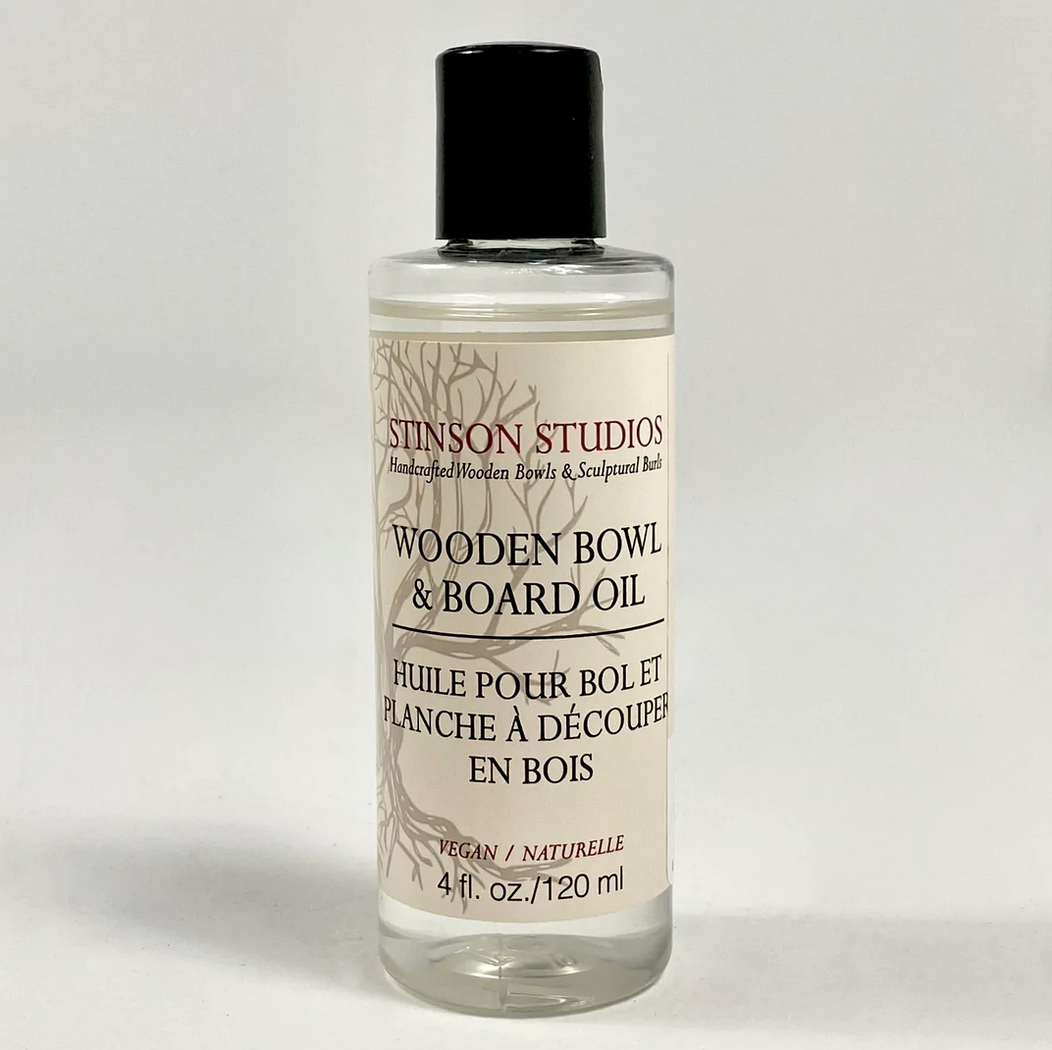 STINSON STUDIOS
Handcrafted Wooden Bowls & Sculptural Burls
WOODEN BOWL
& BOARD OIL
HUILE POUR BOL ET
PLANCHE À DÉCOUPER
EN BOIS
VEGAN / NATURELLE
4 fl. oz./120 ml